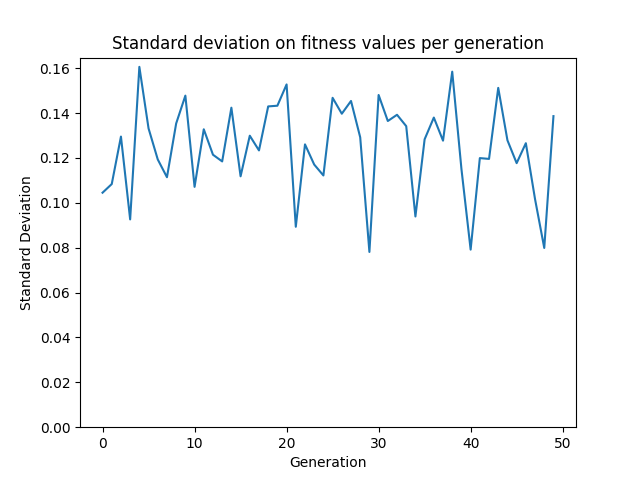 Standard deviation on fitness values per generation
0.16
0.14
0.12
0.10
0.08
0.06
0.04
0.02
0.00
Standard Deviation
0 10 20 30 40 50
Generation